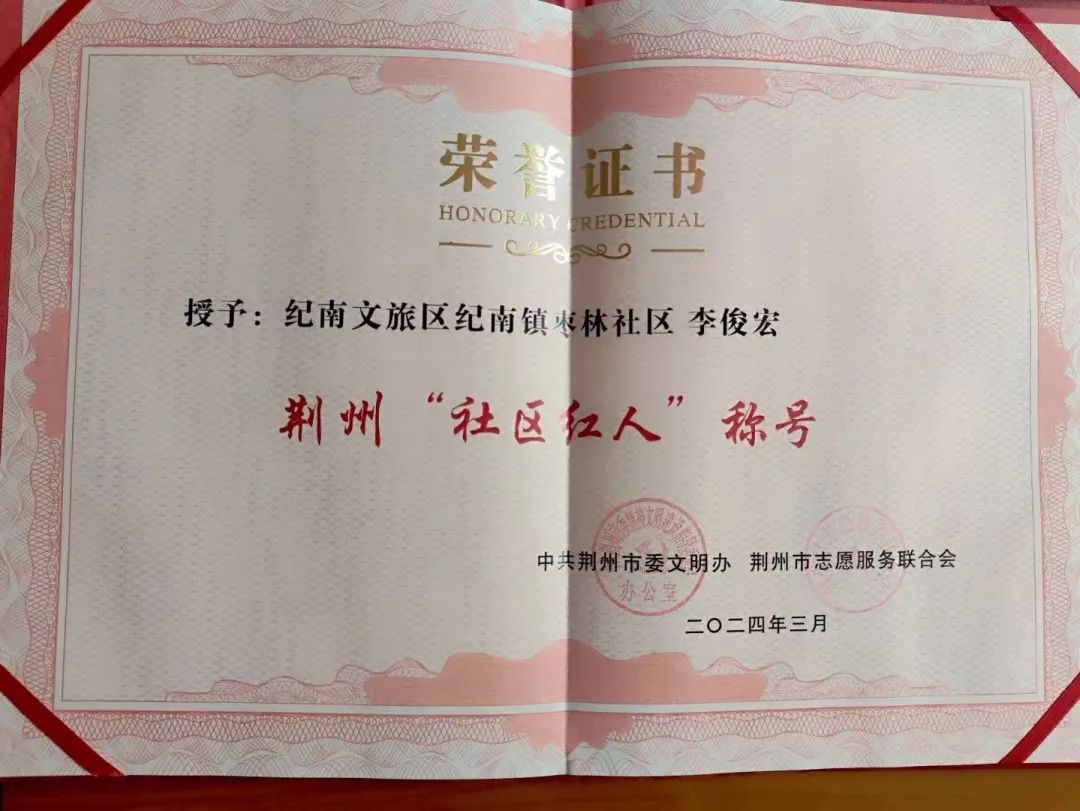 荣誉证书
HONORARY CREDENTIAL
授予：纪南文旅区纪南镇枣林社区 李俊宏
荆州“社区红人”称号
中共荆州市委文明办 荆州市志愿服务联合会
办公室
二〇二四年三月